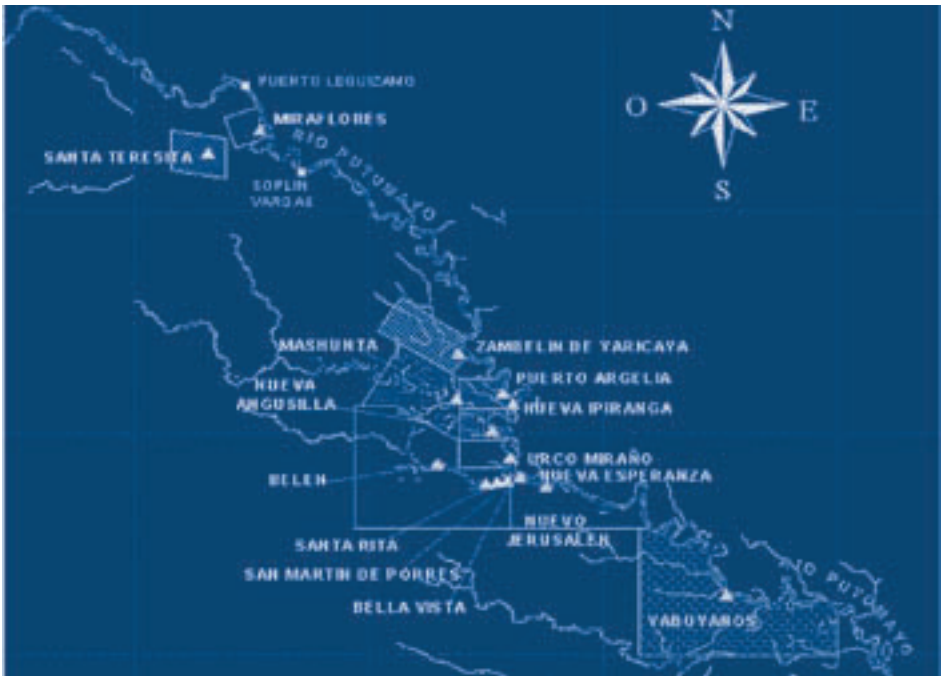 N
PUERTO LEGUIZAMO
O
E
MIRAFLORES
RIO PUTUMAYO
SANTA TERESITA
SOPLIN
VARGAS
S
MASHUNTA
ZAMBELIN DE YARICAYA
PUERTO ARGELIA
NUEVA
ANGUSILLA
NUEVA IPIRANGA
URCO MIRAÑO
BELEN
NUEVA ESPERANZA
NUEVO
JERUSALEN
SANTA RITA
SAN MARTIN DE PORRES
RIO PUTUMAYO
BELLA VISTA
YABUYANOS